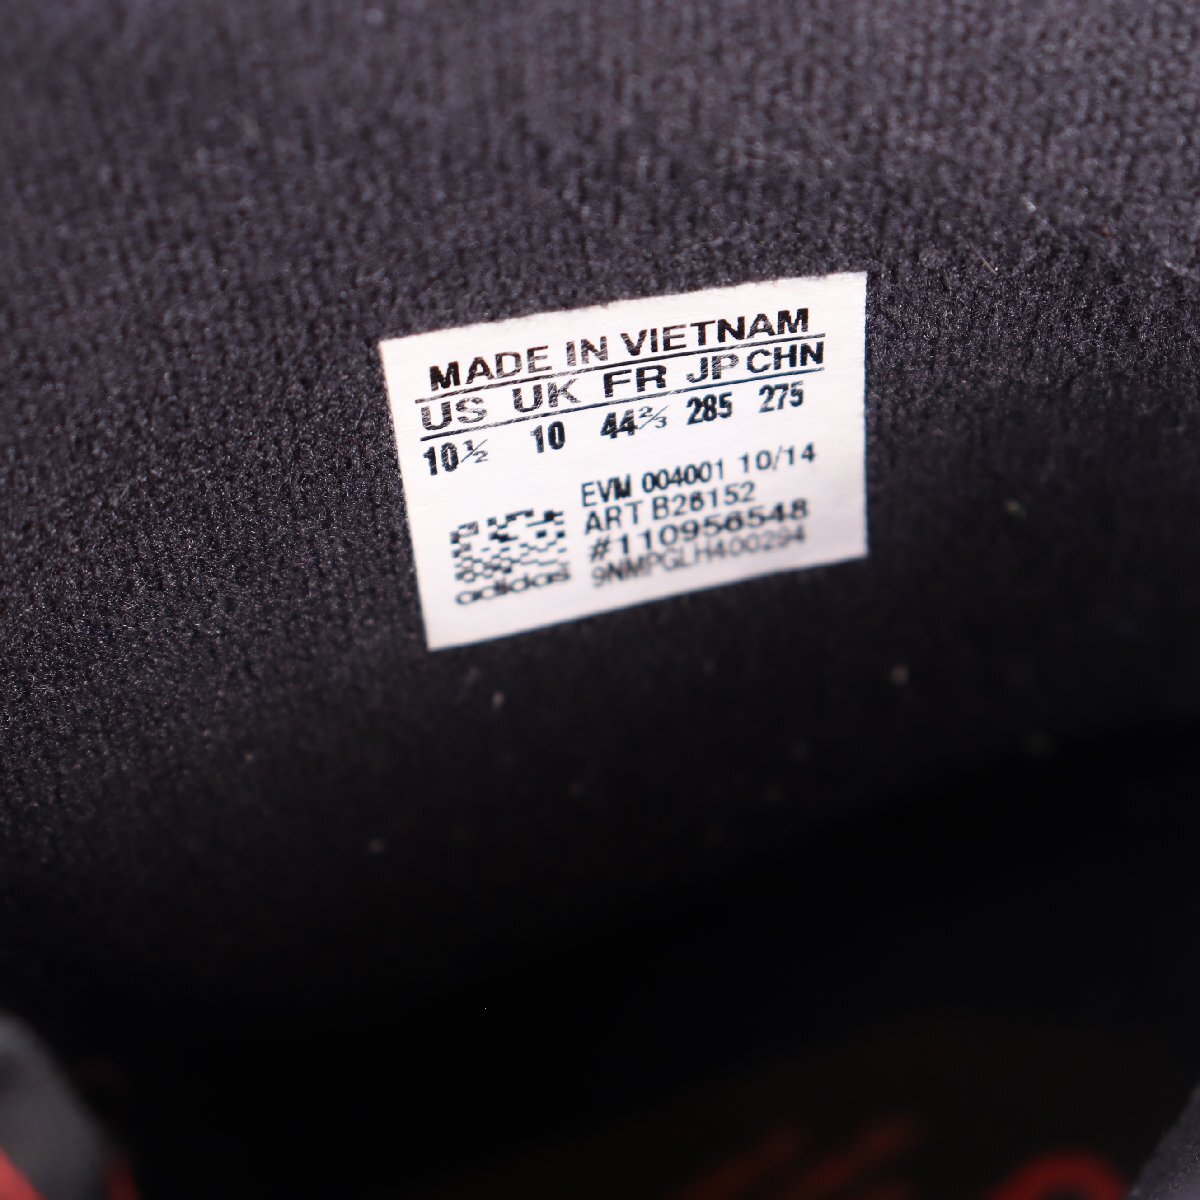 MADE IN VIETNAM
US UK FR JP CHN
10½ 10 44⅔ 285 275
EVM 004001 10/14
ART B26152
#110956548
9NMPGLH400294
adidas